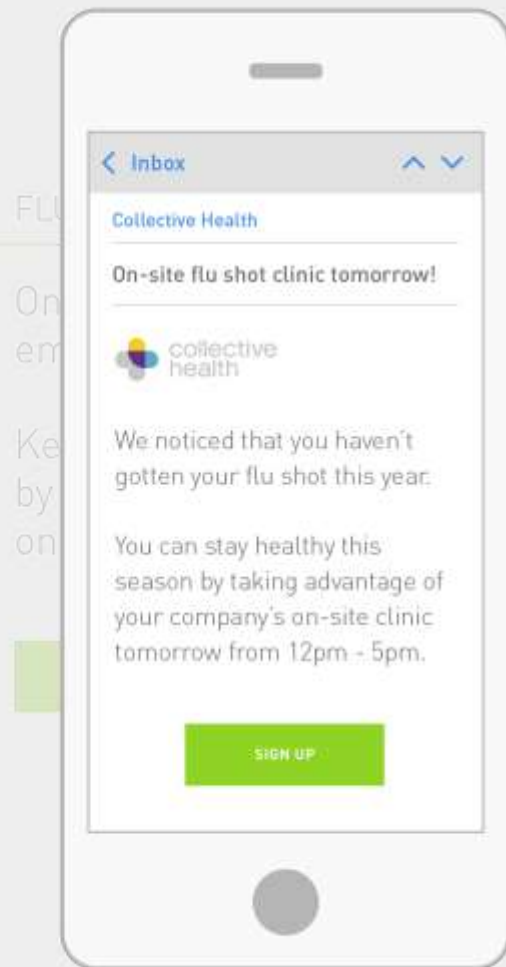 Inbox
Collective Health
On-site flu shot clinic tomorrow!
collective
health
We noticed that you haven't
gotten your flu shot this year.
You can stay healthy this
season by taking advantage of
your company's on-site clinic
tomorrow from 12pm - 5pm.
SIGN UP